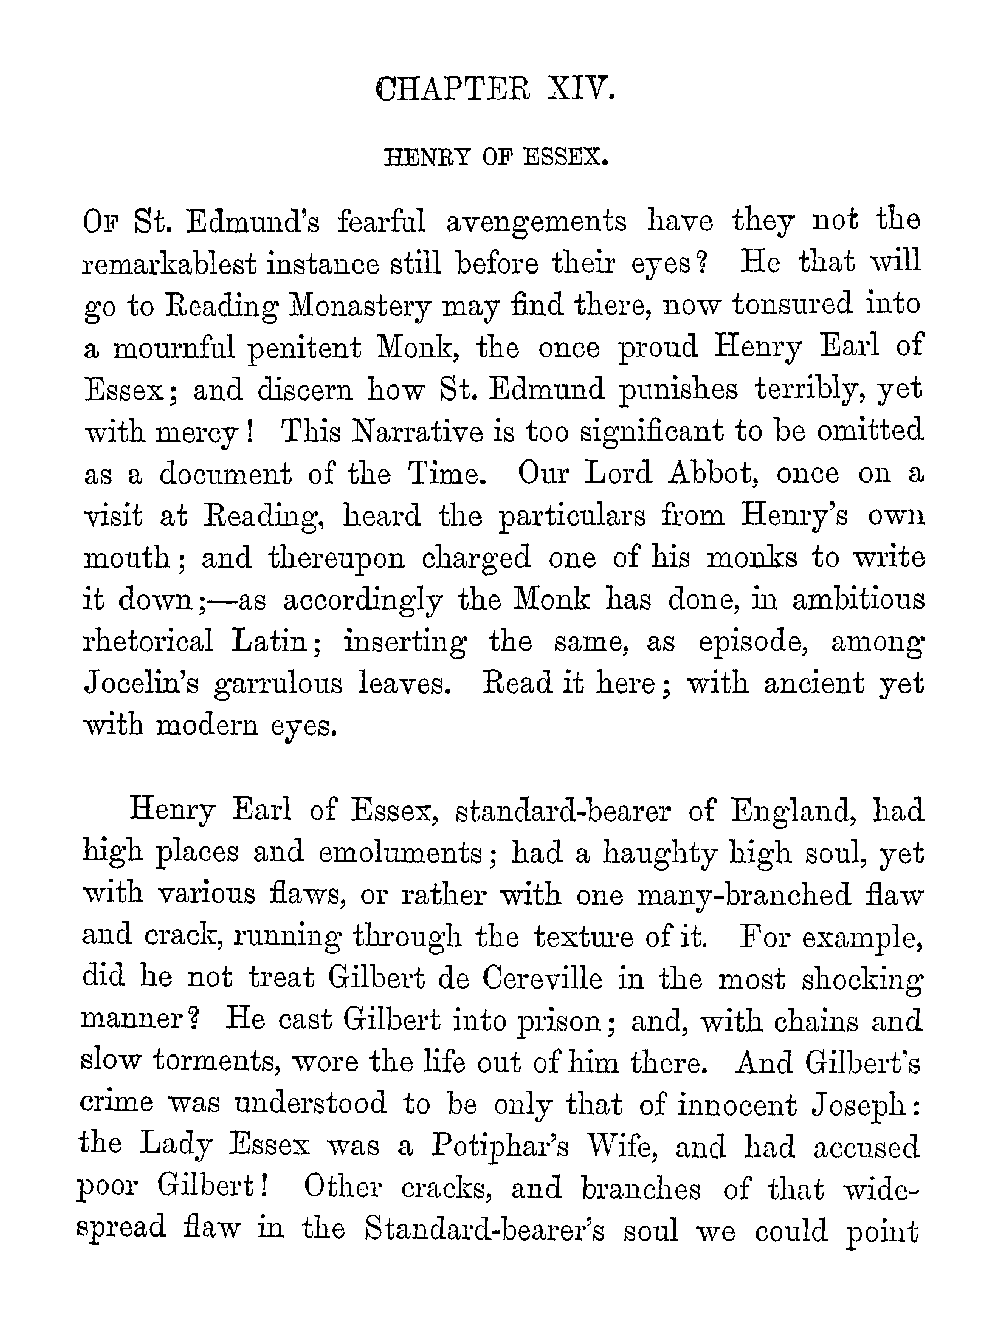 CHAPTER XIV.
HENRY OF ESSEX.
OF St. Edmund's fearful avengements have they not the
remarkablest instance still before their eyes? He that will
go to Reading Monastery may find there, now tonsured into
a mournful penitent Monk, the once proud Henry Earl of
Essex; and discern how St. Edmund punishes terribly, yet
with mercy! This Narrative is too significant to be omitted
as a document of the Time. Our Lord Abbot, once on a
visit at Reading, heard the particulars from Henry's own
mouth; and thereupon charged one of his monks to write
it down;—as accordingly the Monk has done, in ambitious
rhetorical Latin; inserting the same, as episode, among
Jocelin's garrulous leaves. Read it here; with ancient yet
with modern eyes.
Henry Earl of Essex, standard-bearer of England, had
high places and emoluments; had a haughty high soul, yet
with various flaws, or rather with one many-branched flaw
and crack, running through the texture of it. For example,
did he not treat Gilbert de Cereville in the most shocking
manner? He cast Gilbert into prison; and, with chains and
slow torments, wore the life out of him there. And Gilbert's
crime was understood to be only that of innocent Joseph:
the Lady Essex was a Potiphar's Wife, and had accused
poor Gilbert! Other cracks, and branches of that wide-
spread flaw in the Standard-bearer's soul we could point